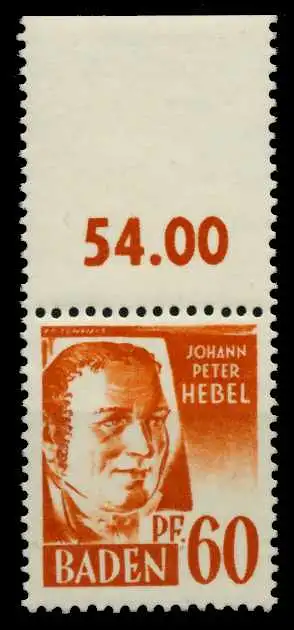 54.00
JOHANN
PETER
HEBEL
PF. 60
BADEN